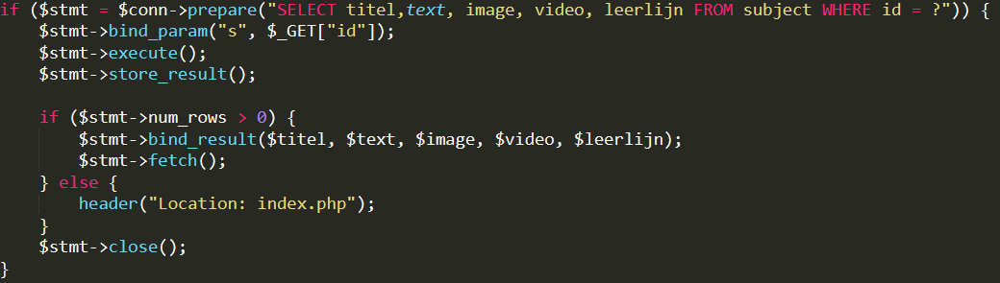 if ($stmt = $conn->prepare("SELECT titel,text, image, video, leerlijn FROM subject WHERE id = ?")) {
    $stmt->bind_param("s", $_GET["id"]);
    $stmt->execute();
    $stmt->store_result();

    if ($stmt->num_rows > 0) {
        $stmt->bind_result($titel, $text, $image, $video, $leerlijn);
        $stmt->fetch();
    } else {
        header("Location: index.php");
    }
    $stmt->close();
}